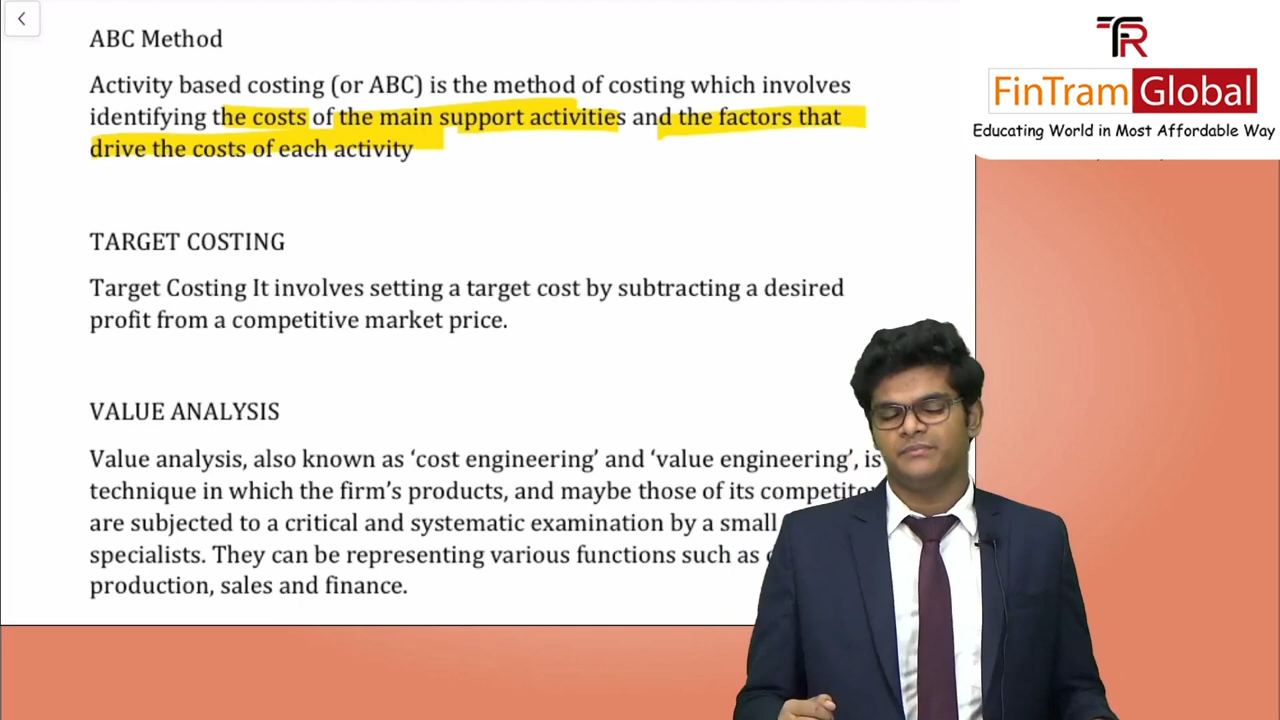 ABC Method
Activity based costing (or ABC) is the method of costing which involves
identifying the costs of the main support activities and the factors that
drive the costs of each activity
TARGET COSTING
Target Costing It involves setting a target cost by subtracting a desired
profit from a competitive market price.
VALUE ANALYSIS
Value analysis, also known as ‘cost engineering’ and ‘value engineering’, is
technique in which the firm’s products, and maybe those of its
are subjected to a critical and systematic examination by a small
specialists. They can be representing various functions such as
production, sales and finance.
FinTram Global
Educating World in Most Affordable Way